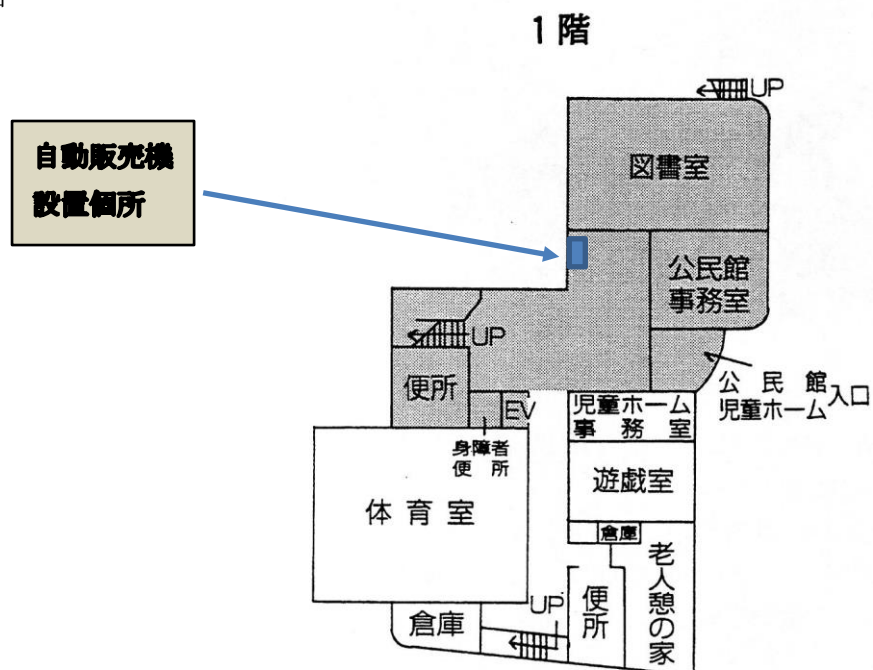 1階
UP
自動販売機
設置個所
図書室
公民館
事務室
UP
便所
EV
公民館
児童ホーム
入口
児童ホーム
事務室
身障者
便所
遊戯室
体育室
倉庫
老人憩の家
便所
UP
倉庫